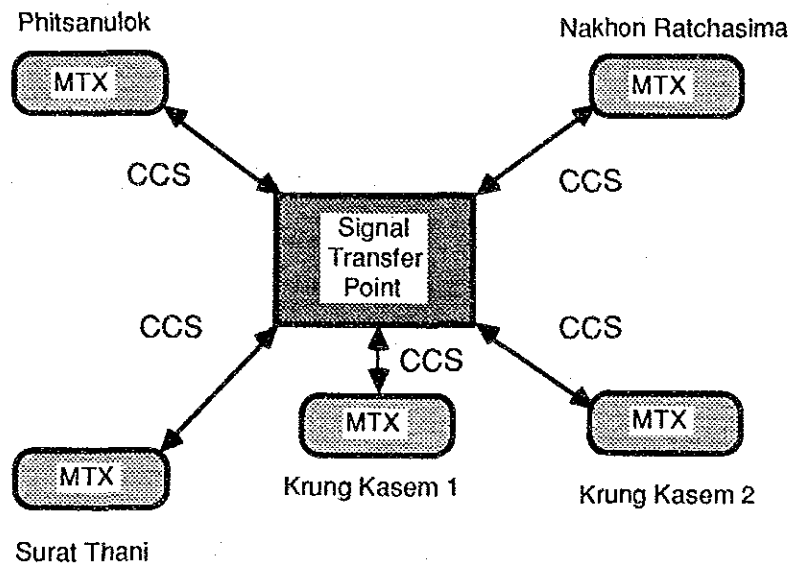 Phitsanulok
Nakhon Ratchasima
MTX
MTX
CCS
CCS
Signal
Transfer
Point
CCS
CCS
CCS
MTX
MTX
MTX
Krung Kasem 1
Krung Kasem 2
Surat Thani